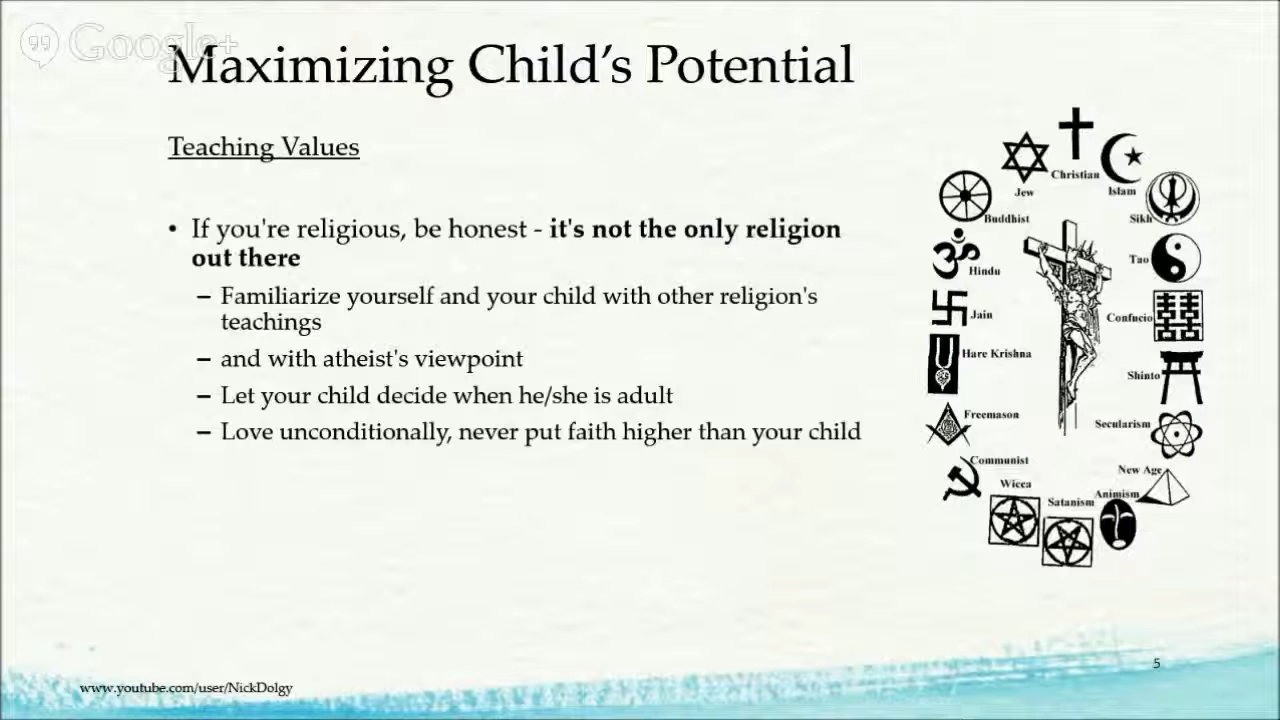 Google+
Maximizing Child's Potential
Teaching Values
• If you're religious, be honest - it's not the only religion
out there
– Familiarize yourself and your child with other religion's
teachings
– and with atheist's viewpoint
– Let your child decide when he/she is adult
– Love unconditionally, never put faith higher than your child
Christian
Jew
Islam
Buddhist
Sikh
Hindu
Tao
Jain
Confucio
Hare Krishna
Shinto
Freemason
Secularism
Communist
New Age
Wicca
Satanism
Animism
5
www.youtube.com/user/NickDolgy